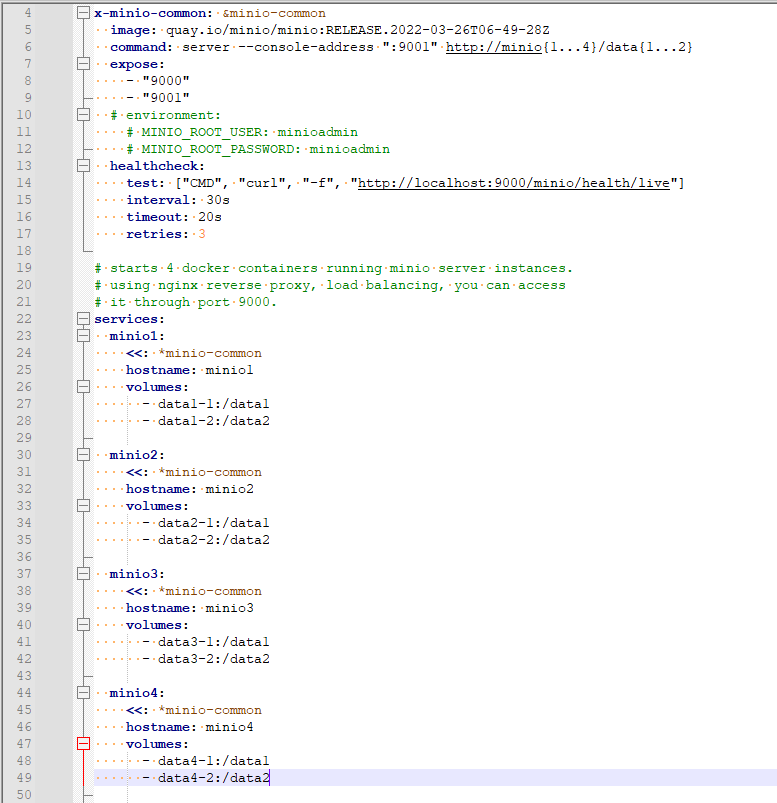 4 x-minio-common: &minio-common
5   image: quay.io/minio/minio:RELEASE.2022-03-26T06-49-28Z
6   command: server --console-address ":9001" http://minio{1...4}/data{1...2}
7   expose:
8     - "9000"
9     - "9001"
10   # environment:
11     # MINIO_ROOT_USER: minioadmin
12     # MINIO_ROOT_PASSWORD: minioadmin
13   healthcheck:
14     test: ["CMD", "curl", "-f", "http://localhost:9000/minio/health/live"]
15     interval: 30s
16     timeout: 20s
17     retries: 3
18
19 # starts 4 docker containers running minio server instances.
20 # using nginx reverse proxy, load balancing, you can access
21 # it through port 9000.
22 services:
23   minio1:
24     <<: *minio-common
25     hostname: minio1
26     volumes:
27       - data1-1:/data1
28       - data1-2:/data2
29
30   minio2:
31     <<: *minio-common
32     hostname: minio2
33     volumes:
34       - data2-1:/data1
35       - data2-2:/data2
36
37   minio3:
38     <<: *minio-common
39     hostname: minio3
40     volumes:
41       - data3-1:/data1
42       - data3-2:/data2
43
44   minio4:
45     <<: *minio-common
46     hostname: minio4
47     volumes:
48       - data4-1:/data1
49       - data4-2:/data2
50